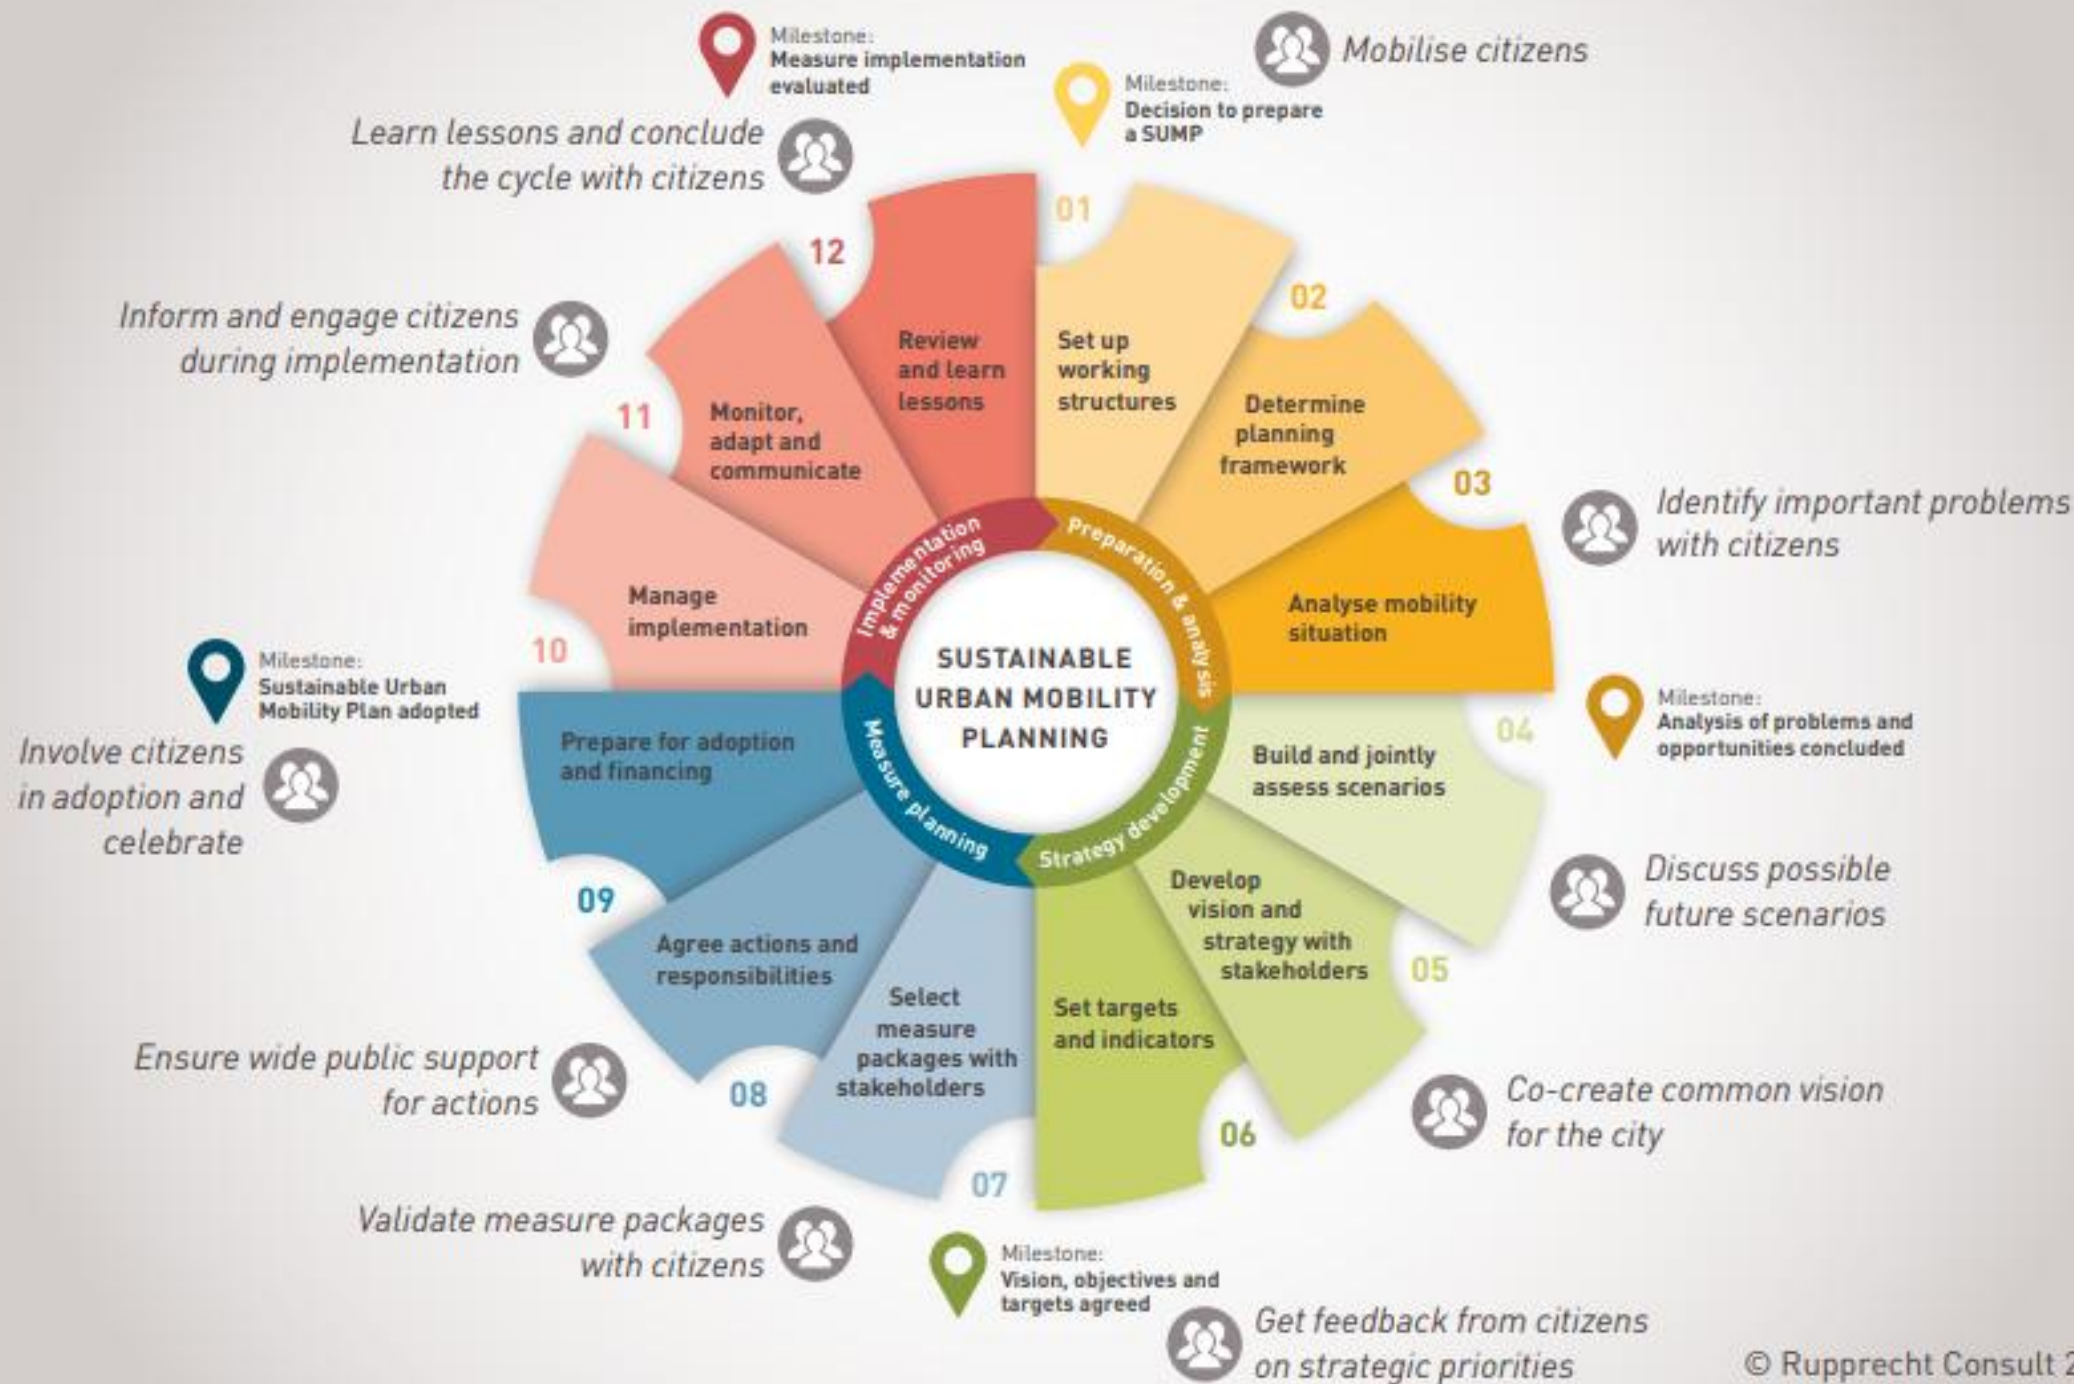 Milestone:
Measure implementation
evaluated
Milestone:
Decision to prepare
a SUMP
Mobilise citizens
Learn lessons and conclude
the cycle with citizens
Inform and engage citizens
during implementation
Identify important problems
with citizens
Milestone:
Sustainable Urban
Mobility Plan adopted
Milestone:
Analysis of problems and
opportunities concluded
Involve citizens
in adoption and
celebrate
Discuss possible
future scenarios
Ensure wide public support
for actions
Co-create common vision
for the city
Validate measure packages
with citizens
Milestone:
Vision, objectives and
targets agreed
Get feedback from citizens
on strategic priorities
01
Set up
working
structures
02
Determine
planning
framework
03
Analyse mobility
situation
04
Build and jointly
assess scenarios
05
Develop
vision and
strategy with
stakeholders
06
Set targets
and indicators
07
Select
measure
packages with
stakeholders
08
Agree actions and
responsibilities
09
Prepare for adoption
and financing
10
Manage
implementation
11
Monitor,
adapt and
communicate
12
Review
and learn
lessons
Preparation & analysis
Strategy development
Measure planning
Implementation
& monitoring
SUSTAINABLE
URBAN MOBILITY
PLANNING
© Rupprecht Consult 2